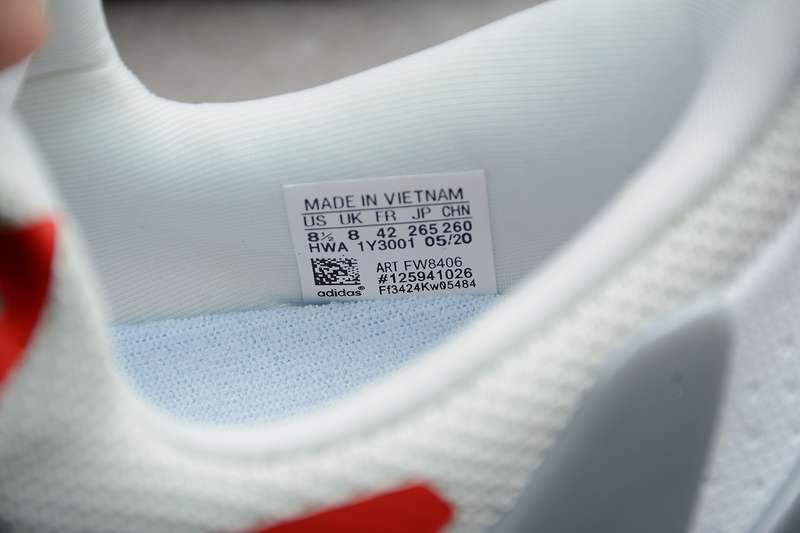 MADE IN VIETNAM
US UK FR JP CHN
8½ 8 42 265 260
HWA 1Y3001 05/20
ART FW8406
#125941026
Ff3424Kw05484
adidas®